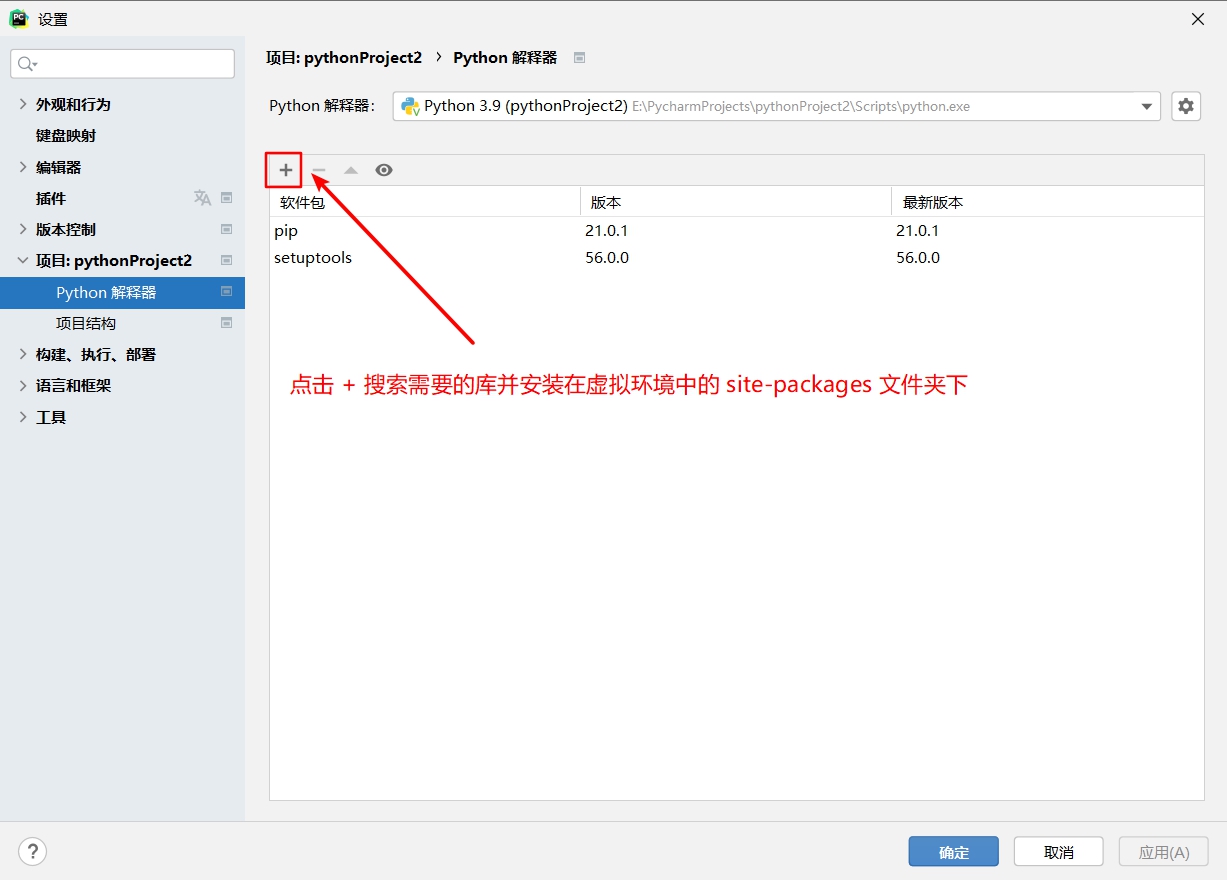 设置
项目: pythonProject2 › Python 解释器
Python 解释器: Python 3.9 (pythonProject2) E:\PycharmProjects\pythonProject2\Scripts\python.exe
外观和行为
键盘映射
编辑器
插件
版本控制
项目: pythonProject2
Python 解释器
项目结构
构建、执行、部署
语言和框架
工具
软件包 版本 最新版本
pip 21.0.1 21.0.1
setuptools 56.0.0 56.0.0
点击 + 搜索需要的库并安装在虚拟环境中的 site-packages 文件夹下
? 确定 取消 应用(A)